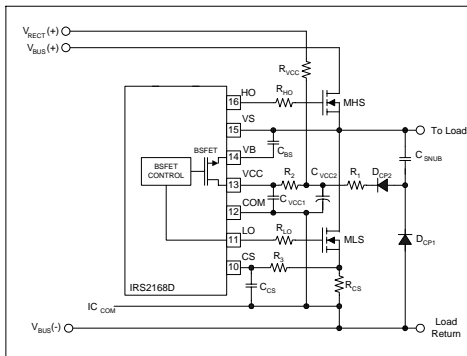 VRECT (+)
VBUS (+)
RVCC
HO
16
RHO
MHS
VS
15
To Load
BSFET
VB
14
CBS
CSNUB
BSFET
CONTROL
VCC
13
R2
CVCC2
R1
DCP2
COM
12
CVCC1
LO
11
RLO
MLS
DCP1
CS
10
R3
IRS2168D
CCS
RCS
IC COM
Load
Return
VBUS (-)